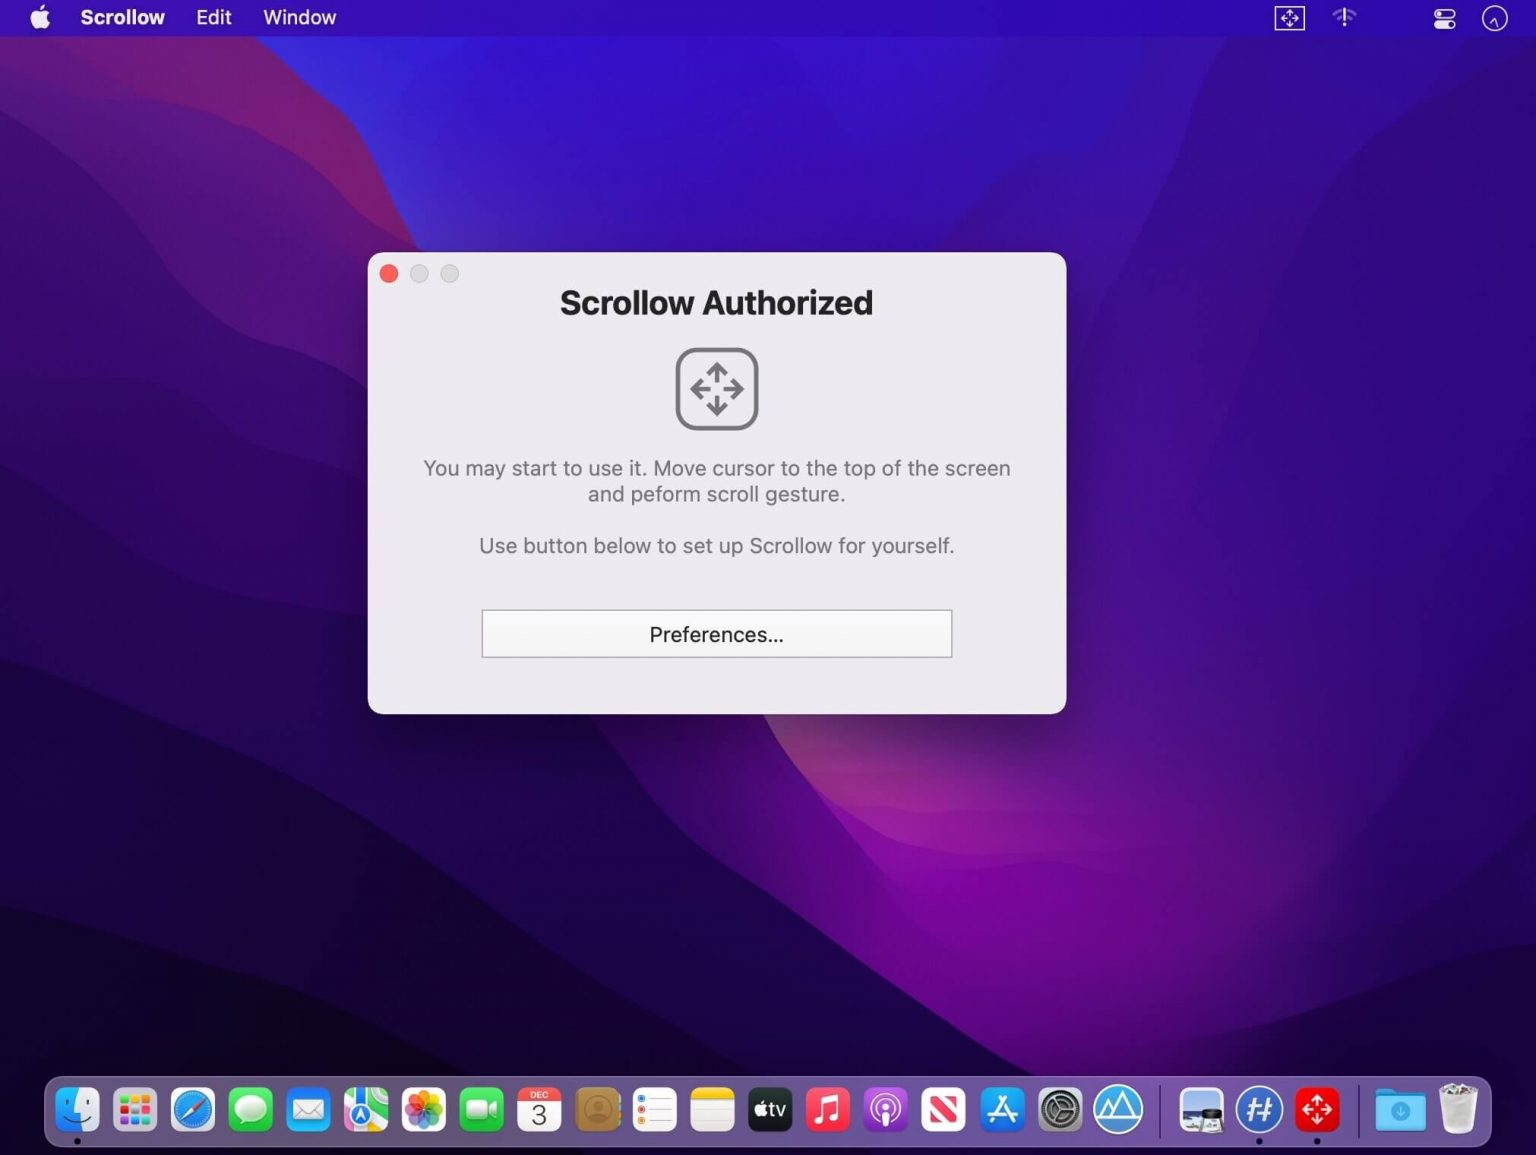 Scrollow Edit Window
Scrollow Authorized
You may start to use it. Move cursor to the top of the screen
and peform scroll gesture.
Use button below to set up Scrollow for yourself.
Preferences...
DEC
3
tv
#